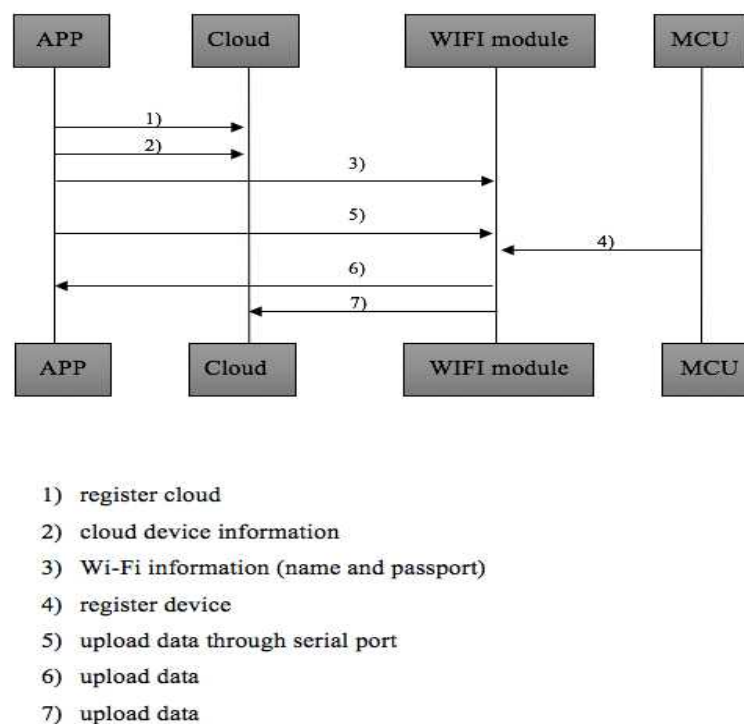 APP Cloud WIFI module MCU
1)
2)
3)
5)
4)
6)
7)
APP Cloud WIFI module MCU
1) register cloud
2) cloud device information
3) Wi-Fi information (name and passport)
4) register device
5) upload data through serial port
6) upload data
7) upload data